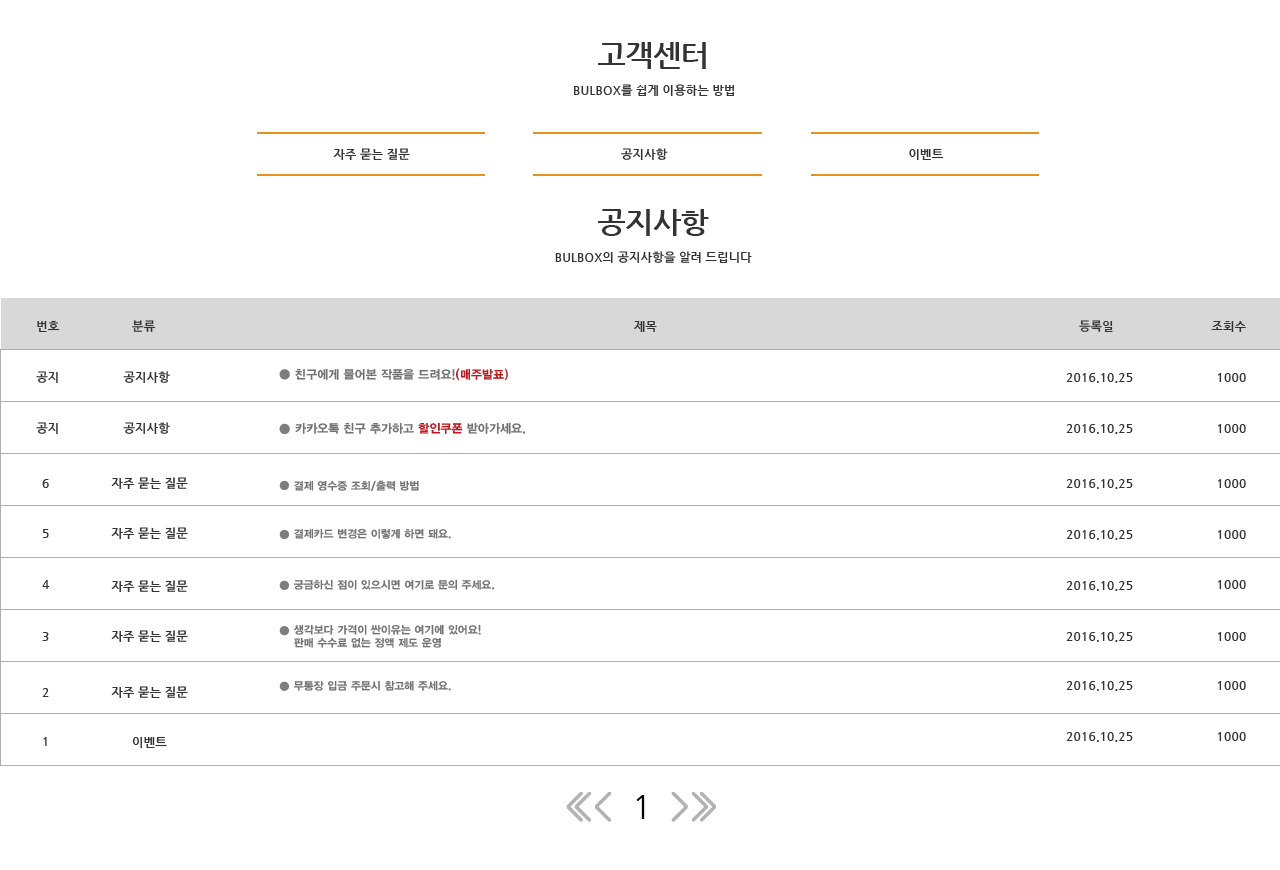 고객센터
BULBOX를 쉽게 이용하는 방법
자주 묻는 질문 공지사항 이벤트
공지사항
BULBOX의 공지사항을 알려 드립니다
번호 분류 제목 등록일 조회수
공지 공지사항 ● 친구에게 물어본 작품을 드려요!(매주발표) 2016.10.25 1000
공지 공지사항 ● 카카오톡 친구 추가하고 할인쿠폰 받아가세요. 2016.10.25 1000
6 자주 묻는 질문 ● 결제 영수증 조회/출력 방법 2016.10.25 1000
5 자주 묻는 질문 ● 결제카드 변경은 이렇게 하면 돼요. 2016.10.25 1000
4 자주 묻는 질문 ● 궁금하신 점이 있으시면 여기로 문의 주세요. 2016.10.25 1000
3 자주 묻는 질문 ● 생각보다 가격이 싼이유는 여기에 있어요! 2016.10.25 1000
판매 수수료 없는 정액 제도 운영
2 자주 묻는 질문 ● 무통장 입금 주문시 참고해 주세요. 2016.10.25 1000
1 이벤트 2016.10.25 1000
1